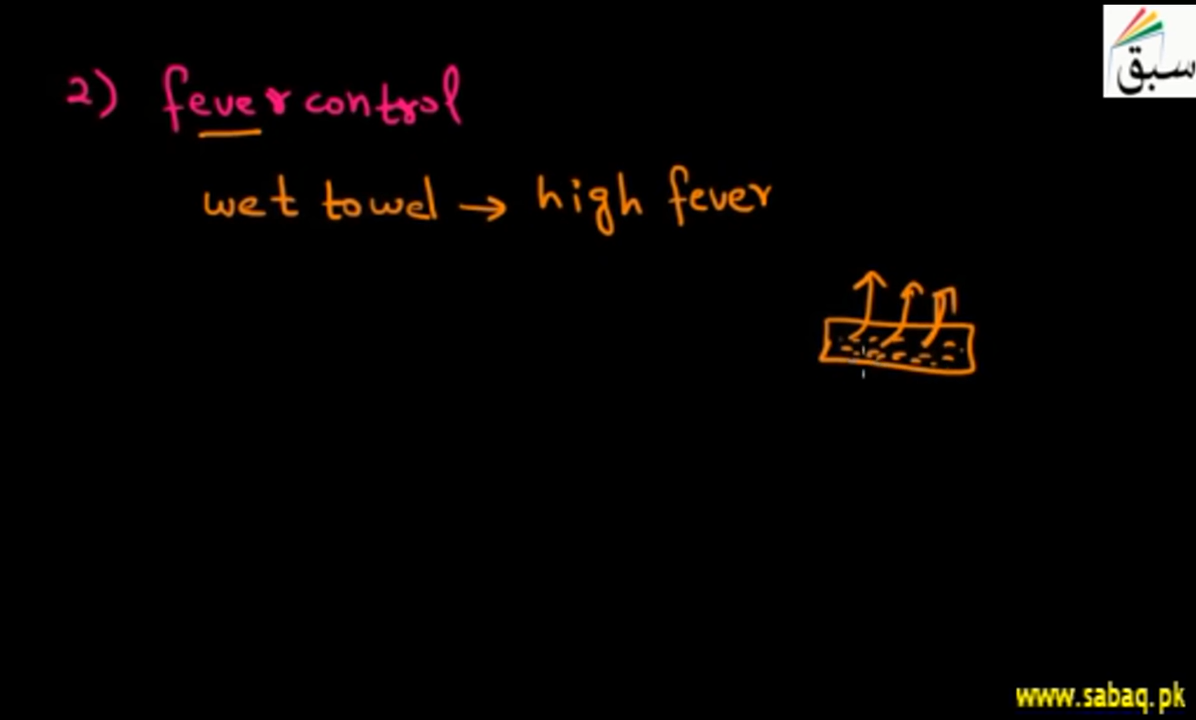 سبق
2) fever control
wet towel → high fever
www.sabaq.pk